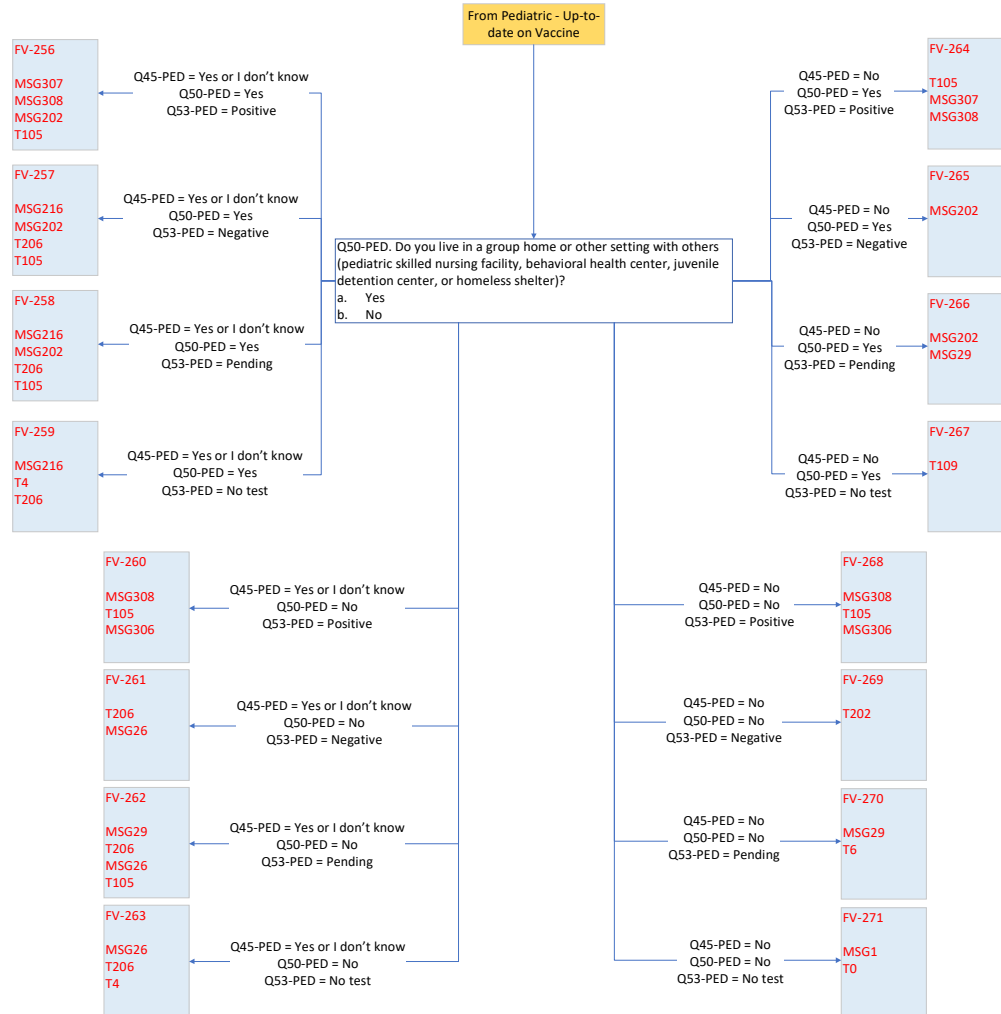 From Pediatric - Up-to-
date on Vaccine
FV-256
MSG307
MSG308
MSG202
T105
Q45-PED = Yes or I don't know
Q50-PED = Yes
Q53-PED = Positive
Q45-PED = No
Q50-PED = Yes
Q53-PED = Positive
FV-264
T105
MSG307
MSG308
FV-257
MSG216
MSG202
T206
T105
Q45-PED = Yes or I don't know
Q50-PED = Yes
Q53-PED = Negative
Q45-PED = No
Q50-PED = Yes
Q53-PED = Negative
FV-265
MSG202
Q50-PED. Do you live in a group home or other setting with others
(pediatric skilled nursing facility, behavioral health center, juvenile
detention center, or homeless shelter)?
a. Yes
b. No
FV-258
MSG216
MSG202
T206
T105
Q45-PED = Yes or I don't know
Q50-PED = Yes
Q53-PED = Pending
Q45-PED = No
Q50-PED = Yes
Q53-PED = Pending
FV-266
MSG202
MSG29
FV-259
MSG216
T4
T206
Q45-PED = Yes or I don't know
Q50-PED = Yes
Q53-PED = No test
Q45-PED = No
Q50-PED = Yes
Q53-PED = No test
FV-267
T109
FV-260
MSG308
T105
MSG306
Q45-PED = Yes or I don't know
Q50-PED = No
Q53-PED = Positive
Q45-PED = No
Q50-PED = No
Q53-PED = Positive
FV-268
MSG308
T105
MSG306
FV-261
T206
MSG26
Q45-PED = Yes or I don't know
Q50-PED = No
Q53-PED = Negative
Q45-PED = No
Q50-PED = No
Q53-PED = Negative
FV-269
T202
FV-262
MSG29
T206
MSG26
T105
Q45-PED = Yes or I don't know
Q50-PED = No
Q53-PED = Pending
Q45-PED = No
Q50-PED = No
Q53-PED = Pending
FV-270
MSG29
T6
FV-263
MSG26
T206
T4
Q45-PED = Yes or I don't know
Q50-PED = No
Q53-PED = No test
Q45-PED = No
Q50-PED = No
Q53-PED = No test
FV-271
MSG1
T0